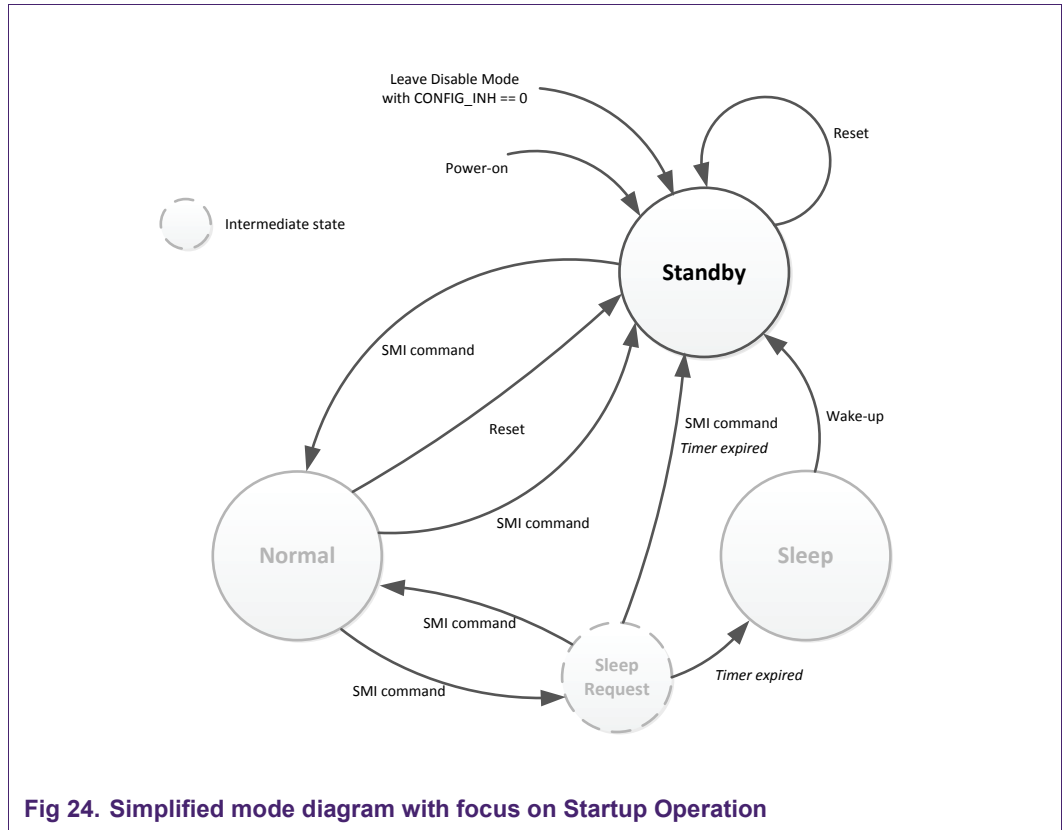 Leave Disable Mode
with CONFIG_INH == 0
Reset
Power-on
Intermediate state
Standby
SMI command
Reset
SMI command
Timer expired
Wake-up
SMI command
Normal
Sleep
SMI command
Sleep
Request
Timer expired
SMI command
Fig 24. Simplified mode diagram with focus on Startup Operation